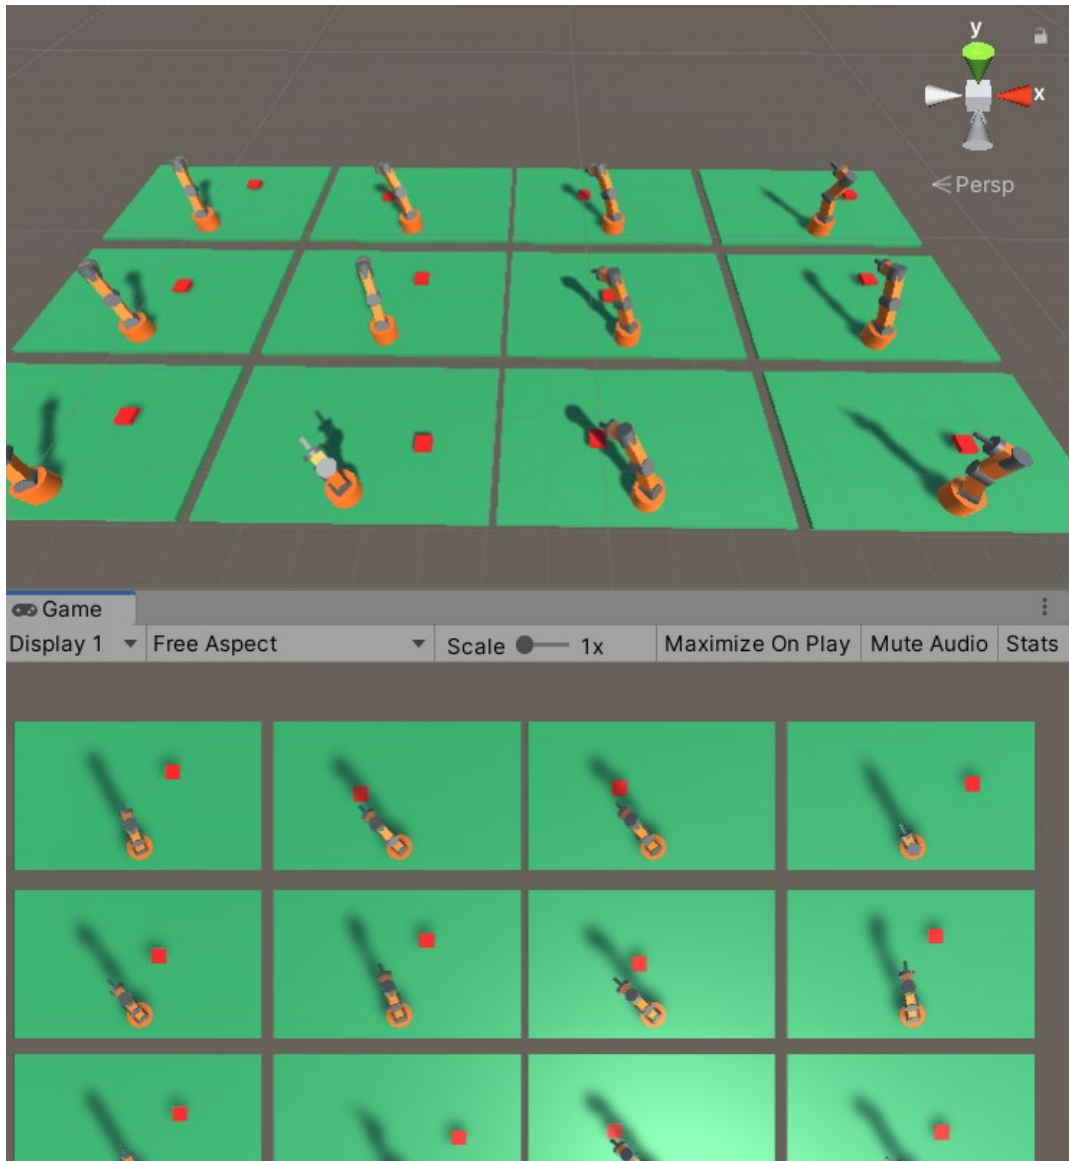 y
x
Persp
Game
Display 1 Free Aspect Scale 1x Maximize On Play Mute Audio Stats